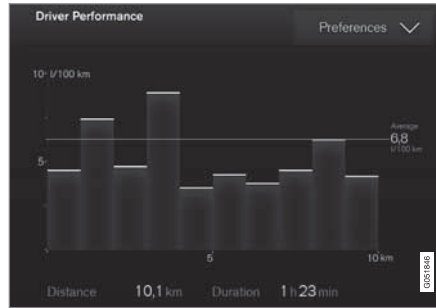 Driver Performance
Preferences
10 l/100 km
Average
6,8
l/100 km
5
5
10 km
Distance 10,1 km Duration 1 h 23 min
G051846